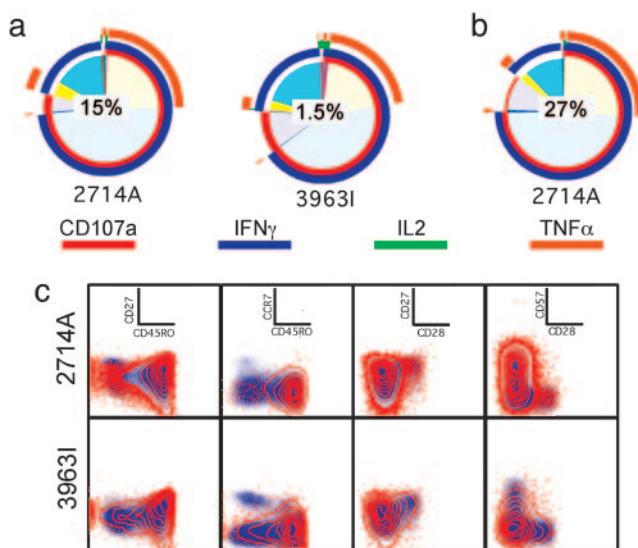 a
b
15%
1.5%
27%
2714A
3963I
2714A
CD107a
IFNγ
IL2
TNFα
c
2714A
CD27
CD45RO
CCR7
CD45RO
CD27
CD28
CD57
CD28
3963I